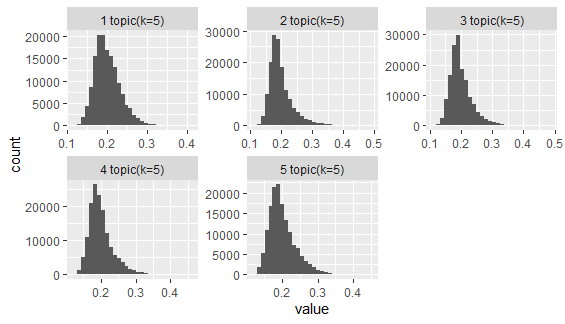 1 topic(k=5) 2 topic(k=5) 3 topic(k=5)
20000 30000 30000
15000 20000 20000
10000 10000 10000
5000
0 0 0
0.1 0.2 0.3 0.4 0.1 0.2 0.3 0.4 0.5 0.1 0.2 0.3 0.4 0.5
count
4 topic(k=5) 5 topic(k=5)
20000 20000
15000
10000 10000
5000
0 0
0.2 0.3 0.4 0.2 0.3 0.4
value